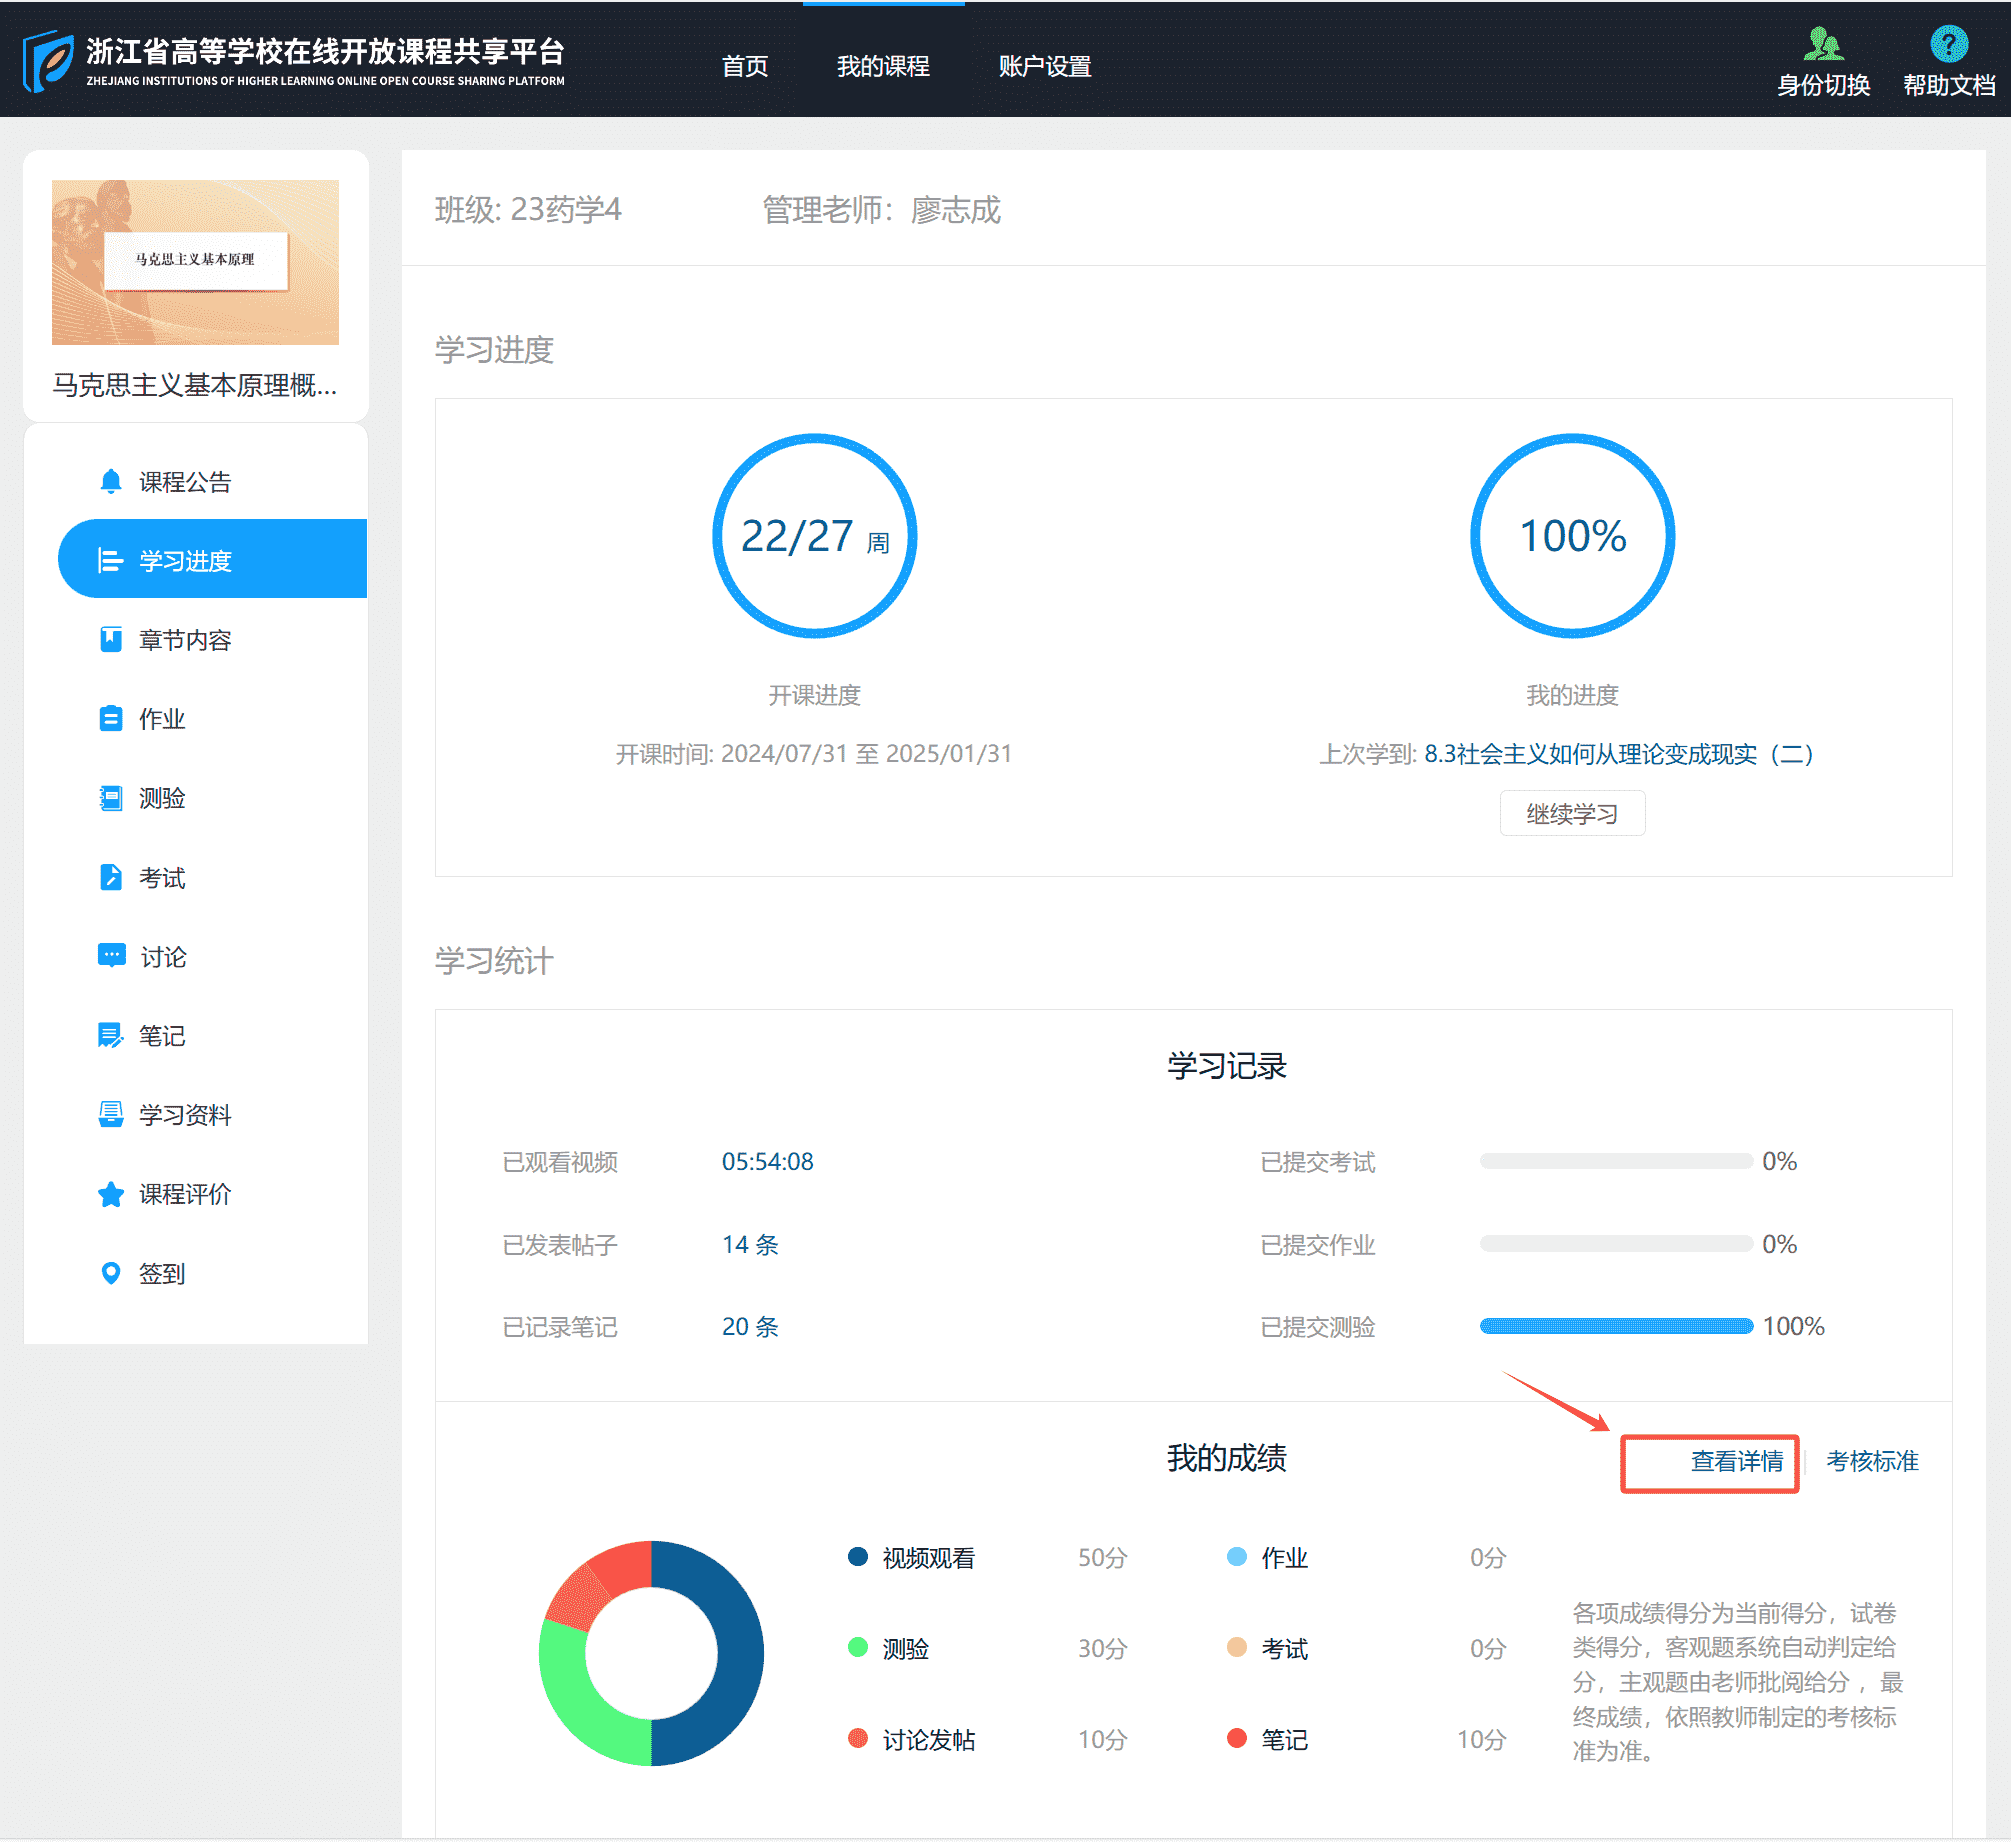 浙江省高等学校在线开放课程共享平台
ZHEJIANG INSTITUTIONS OF HIGHER LEARNING ONLINE OPEN COURSE SHARING PLATFORM
首页
我的课程
账户设置
身份切换
帮助文档
马克思主义基本原理
马克思主义基本原理概...
课程公告
学习进度
章节内容
作业
测验
考试
讨论
笔记
学习资料
课程评价
签到
班级: 23药学4
管理老师：廖志成
学习进度
22/27 周
开课进度
开课时间: 2024/07/31 至 2025/01/31
100%
我的进度
上次学到: 8.3社会主义如何从理论变成现实（二）
继续学习
学习统计
学习记录
已观看视频 05:54:08
已提交考试 0%
已发表帖子 14 条
已提交作业 0%
已记录笔记 20 条
已提交测验 100%
我的成绩
查看详情
考核标准
视频观看 50分
作业 0分
测验 30分
考试 0分
讨论发帖 10分
笔记 10分
各项成绩得分为当前得分，试卷
类得分，客观题系统自动判定给
分，主观题由老师批阅给分 ，最
终成绩，依照教师制定的考核标
准为准。